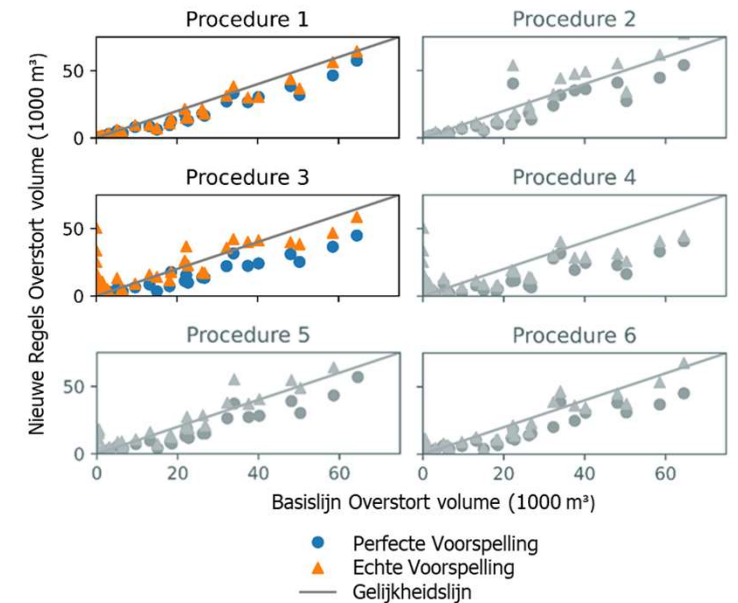 Procedure 1
Procedure 2
50
0
Procedure 3
Procedure 4
50
0
Procedure 5
Procedure 6
50
0
0 20 40 60
0 20 40 60
Nieuwe Regels Overstort volume (1000 m³)
Basislijn Overstort volume (1000 m³)
Perfecte Voorspelling
Echte Voorspelling
Gelijkheidslijn